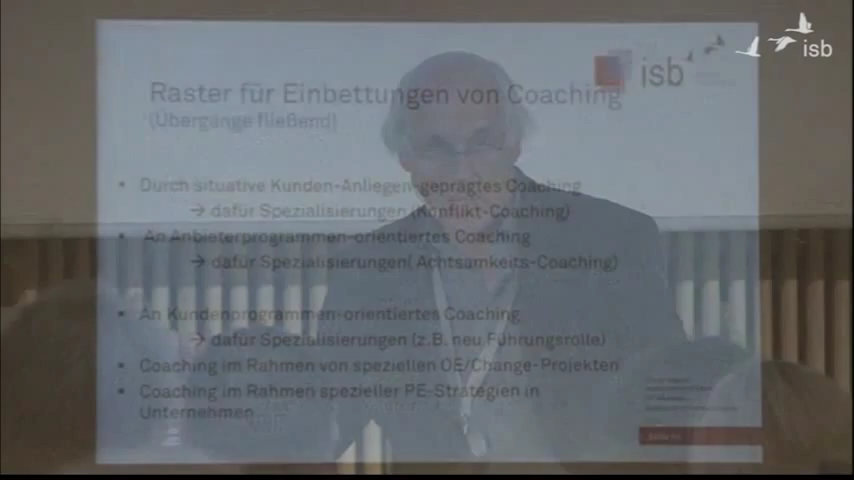 isb
isb
Raster für Einbettungen von Coaching
(Übergänge fließend)
▪ Durch situative Kunden-Anliegen-geprägtes Coaching
→ dafür Spezialisierungen (Konflikt-Coaching)
▪ An Anbieterprogrammen-orientiertes Coaching
→ dafür Spezialisierungen( Achtsamkeits-Coaching)
▪ An Kundenprogrammen-orientiertes Coaching
→ dafür Spezialisierungen (z.B. neu Führungsrolle)
▪ Coaching im Rahmen von speziellen OE/Change-Projekten
▪ Coaching im Rahmen spezieller PE-Strategien in
Unternehmen